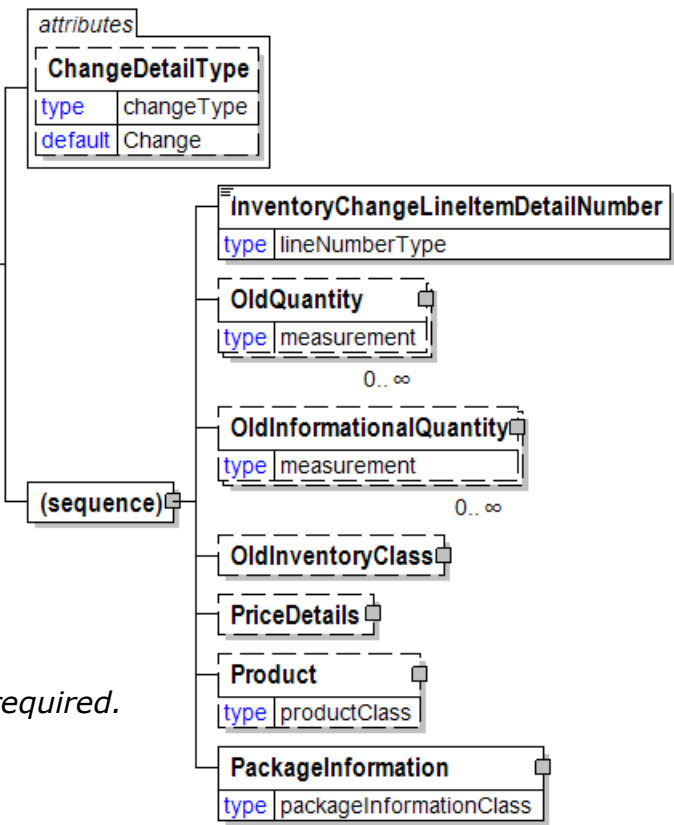 attributes
ChangeDetailType
type changeType
default Change
InventoryChangeLineItemDetailNumber
type lineNumberType
OldQuantity
type measurement
0.. ∞
OldInformationalQuantity
type measurement
0.. ∞
(sequence)
OldInventoryClass
PriceDetails
Product
type productClass
required.
PackageInformation
type packageInformationClass